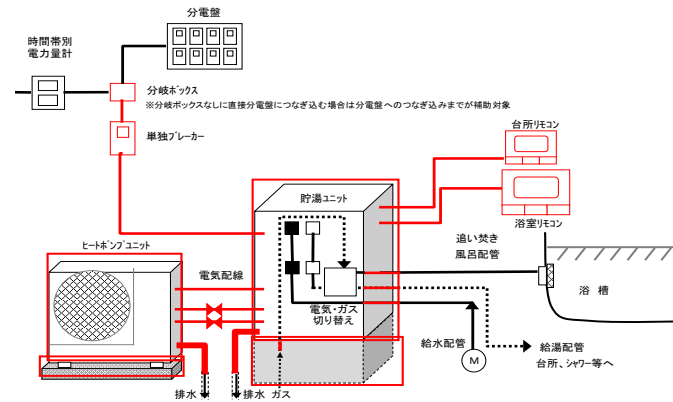 分電盤
時間帯別
電力量計
分岐ボックス
※分岐ボックスなしに直接分電盤につなぎ込む場合は分電盤へのつなぎ込みまでが補助対象
単独ブレーカー
台所リモコン
貯湯ユニット
浴室リモコン
ヒートポンプユニット
追い焚き
風呂配管
電気配線
浴 槽
電気・ガス
切り替え
給水配管
給湯配管
M
台所、シャワー等へ
排水
排水
ガス